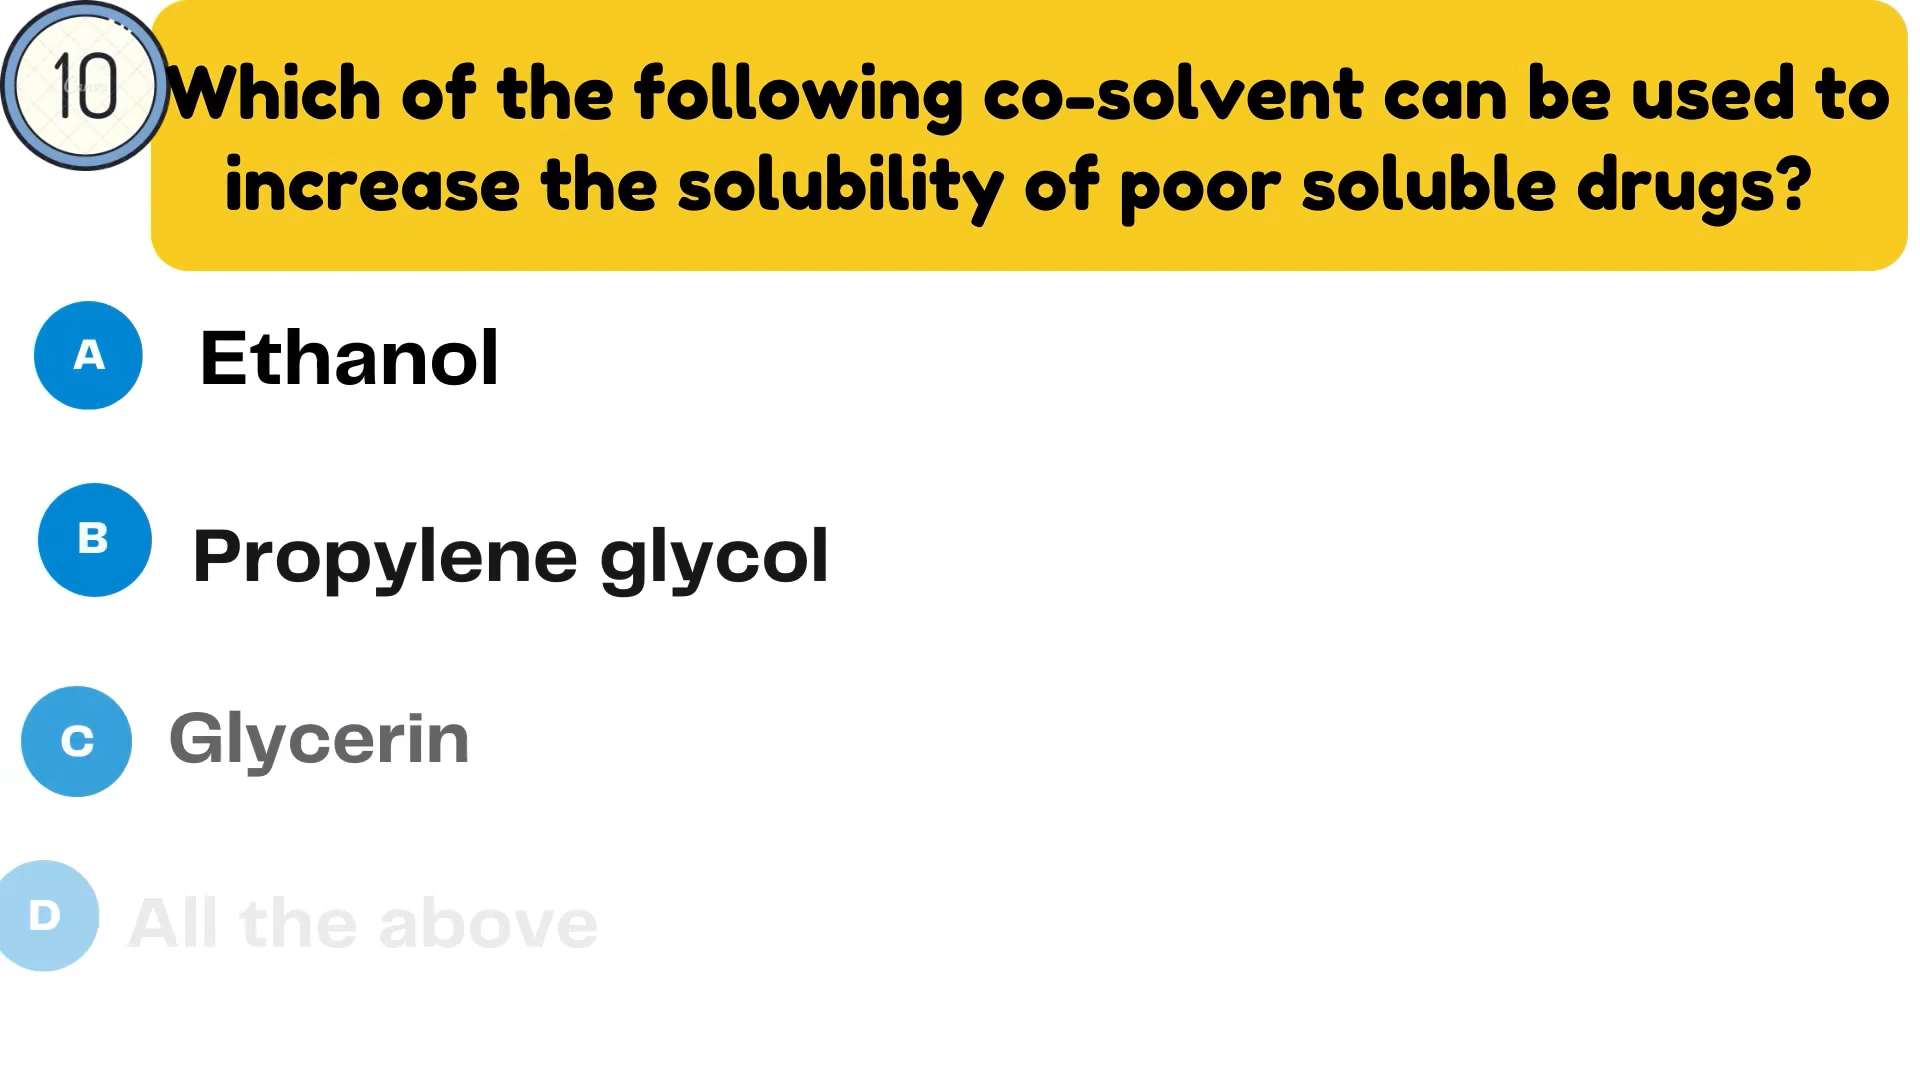 10
Which of the following co-solvent can be used to
increase the solubility of poor soluble drugs?
A Ethanol
B Propylene glycol
C Glycerin
D All the above